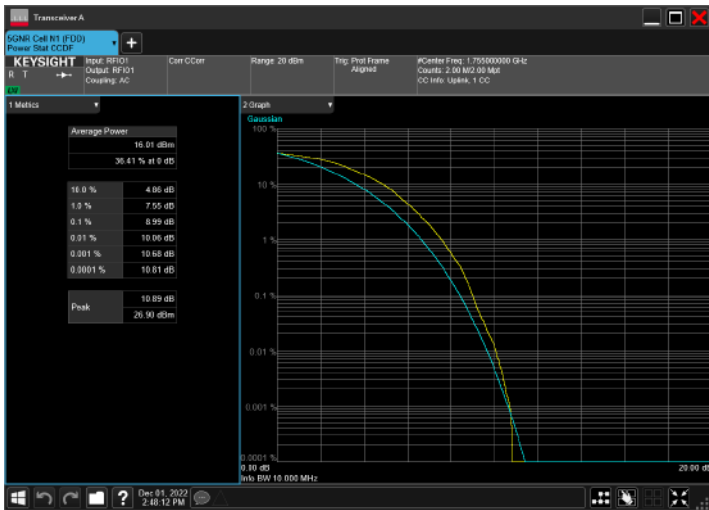 Transceiver A
5GNR Cell N1 (FDD)
Power Stat CCDF
KEYSIGHT
R T
Input: RFIO1
Output: RFIO1
Coupling: AC
Corr CCorr
Range: 20 dBm
Trig: Prot Frame
Aligned
#Center Freq: 1.755000000 GHz
Counts: 2.00 M/2.00 Mpt
CC Info: Uplink, 1 CC
1 Metrics
Average Power
16.01 dBm
36.41 % at 0 dB
10.0 % 4.86 dB
1.0 % 7.55 dB
0.1 % 8.99 dB
0.01 % 10.06 dB
0.001 % 10.68 dB
0.0001 % 10.81 dB
Peak
10.89 dB
26.90 dBm
2 Graph
Gaussian
100 %
10 %
1 %
0.1 %
0.01 %
0.001 %
0.0001 %
0.00 dB
20.00 dB
Info BW 10.000 MHz
Dec 01, 2022
2:48:12 PM